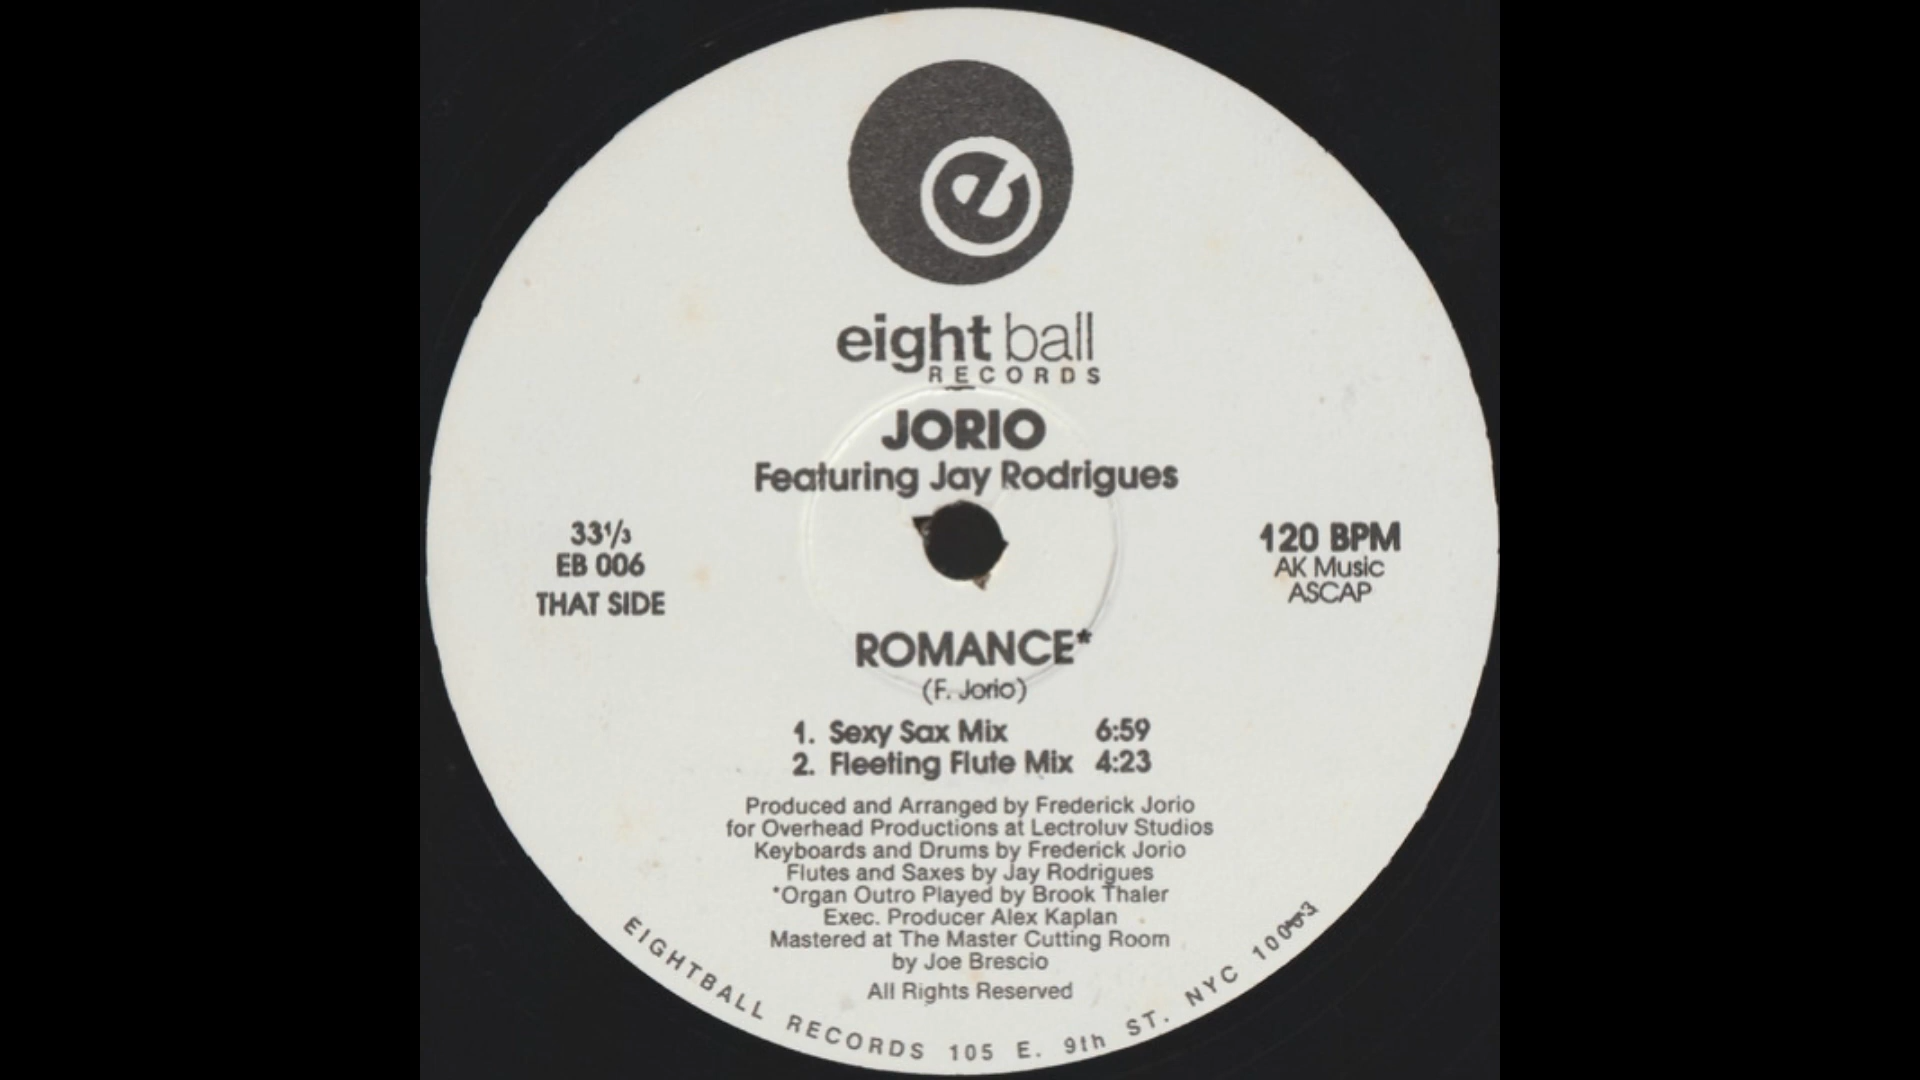 e
eight ball
RECORDS
JORIO
Featuring Jay Rodrigues
33⅓
EB 006
THAT SIDE
120 BPM
AK Music
ASCAP
ROMANCE*
(F. Jorio)
1. Sexy Sax Mix 6:59
2. Fleeting Flute Mix 4:23
Produced and Arranged by Frederick Jorio
for Overhead Productions at Lectroluv Studios
Keyboards and Drums by Frederick Jorio
Flutes and Saxes by Jay Rodrigues
*Organ Outro Played by Brook Thaler
Exec. Producer Alex Kaplan
Mastered at The Master Cutting Room
by Joe Brescio
All Rights Reserved
EIGHTBALL RECORDS 105 E. 9th ST. NYC